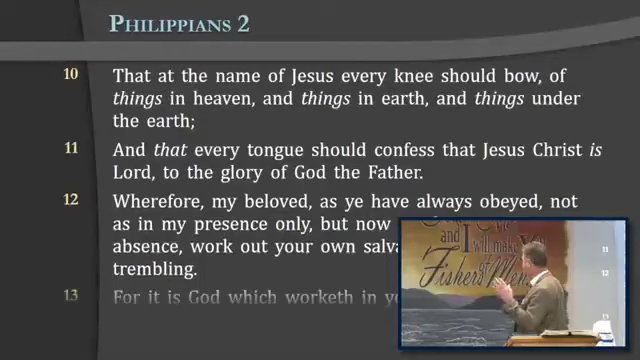 PHILIPPIANS 2
10 That at the name of Jesus every knee should bow, of
things in heaven, and things in earth, and things under
the earth;
11 And that every tongue should confess that Jesus Christ is
Lord, to the glory of God the Father.
12 Wherefore, my beloved, as ye have always obeyed, not
as in my presence only, but now
absence, work out your own salva
trembling.
13 For it is God which worketh in yo
and I will make
of
Fishers Men
11
12
13